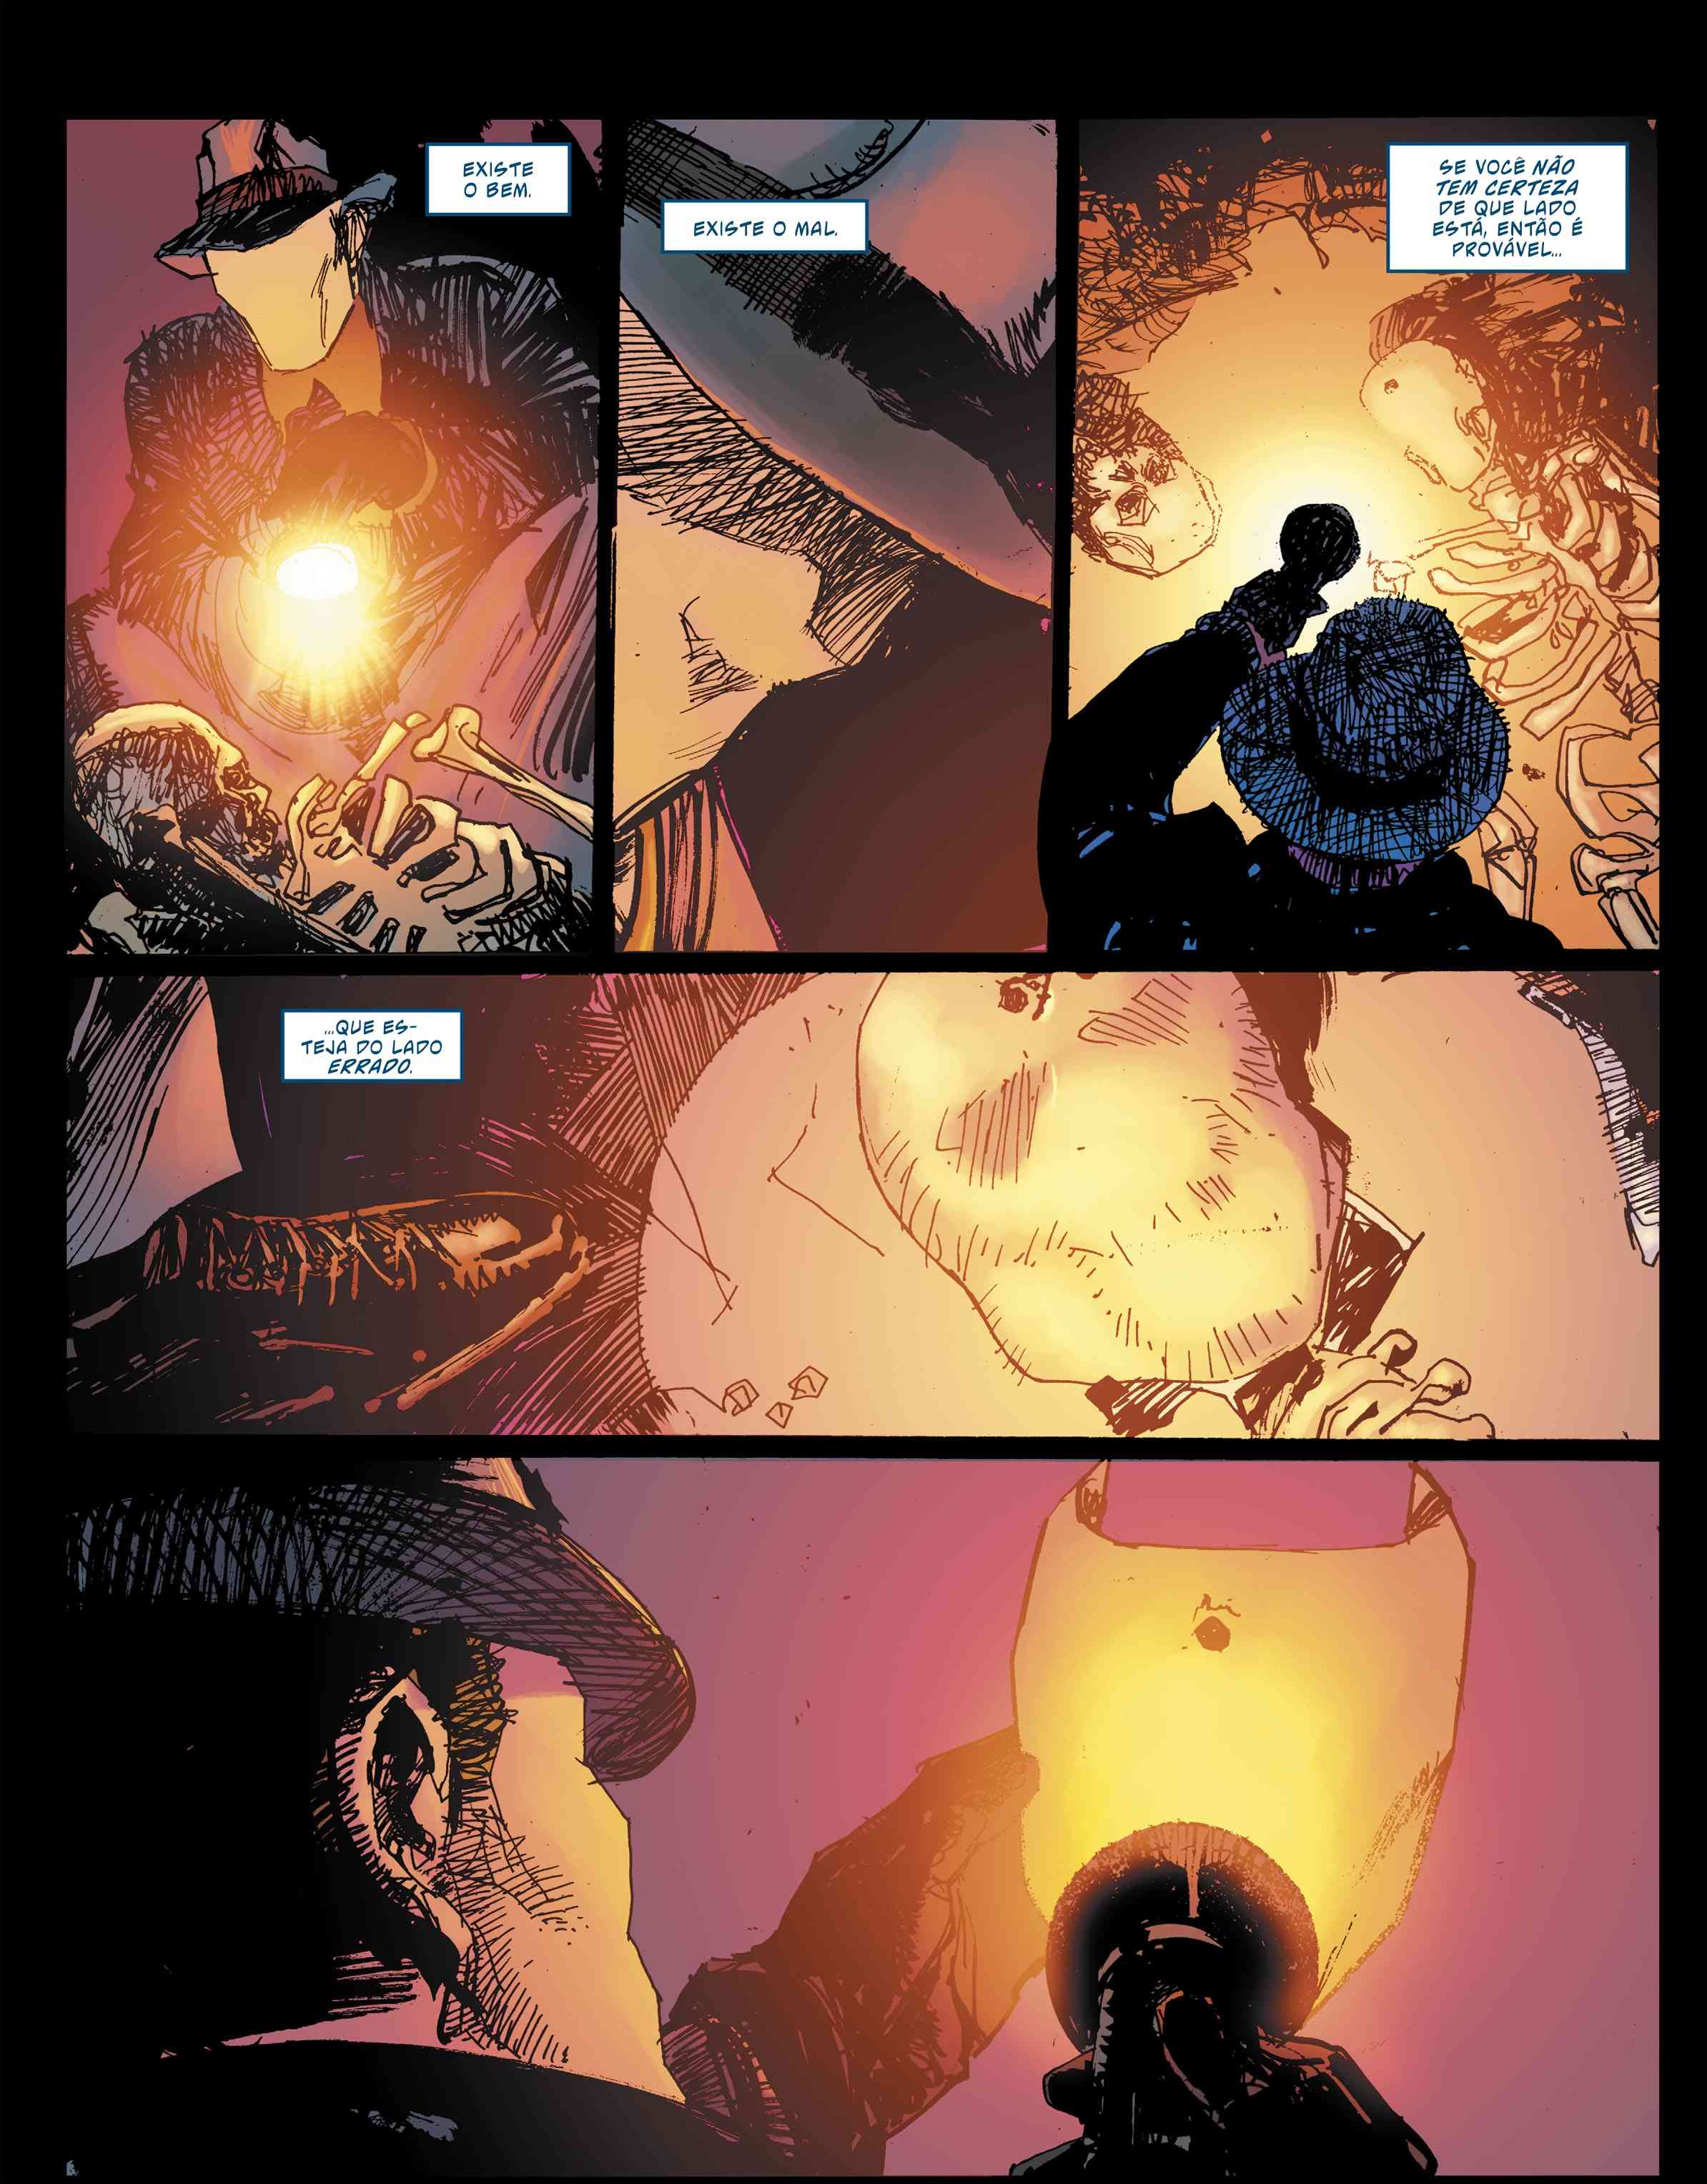 EXISTE
O BEM.
EXISTE O MAL.
SE VOCÊ NÃO
TEM CERTEZA
DE QUE LADO
ESTÁ, ENTÃO É
PROVÁVEL...
...QUE ES-
TEJA DO LADO
ERRADO.